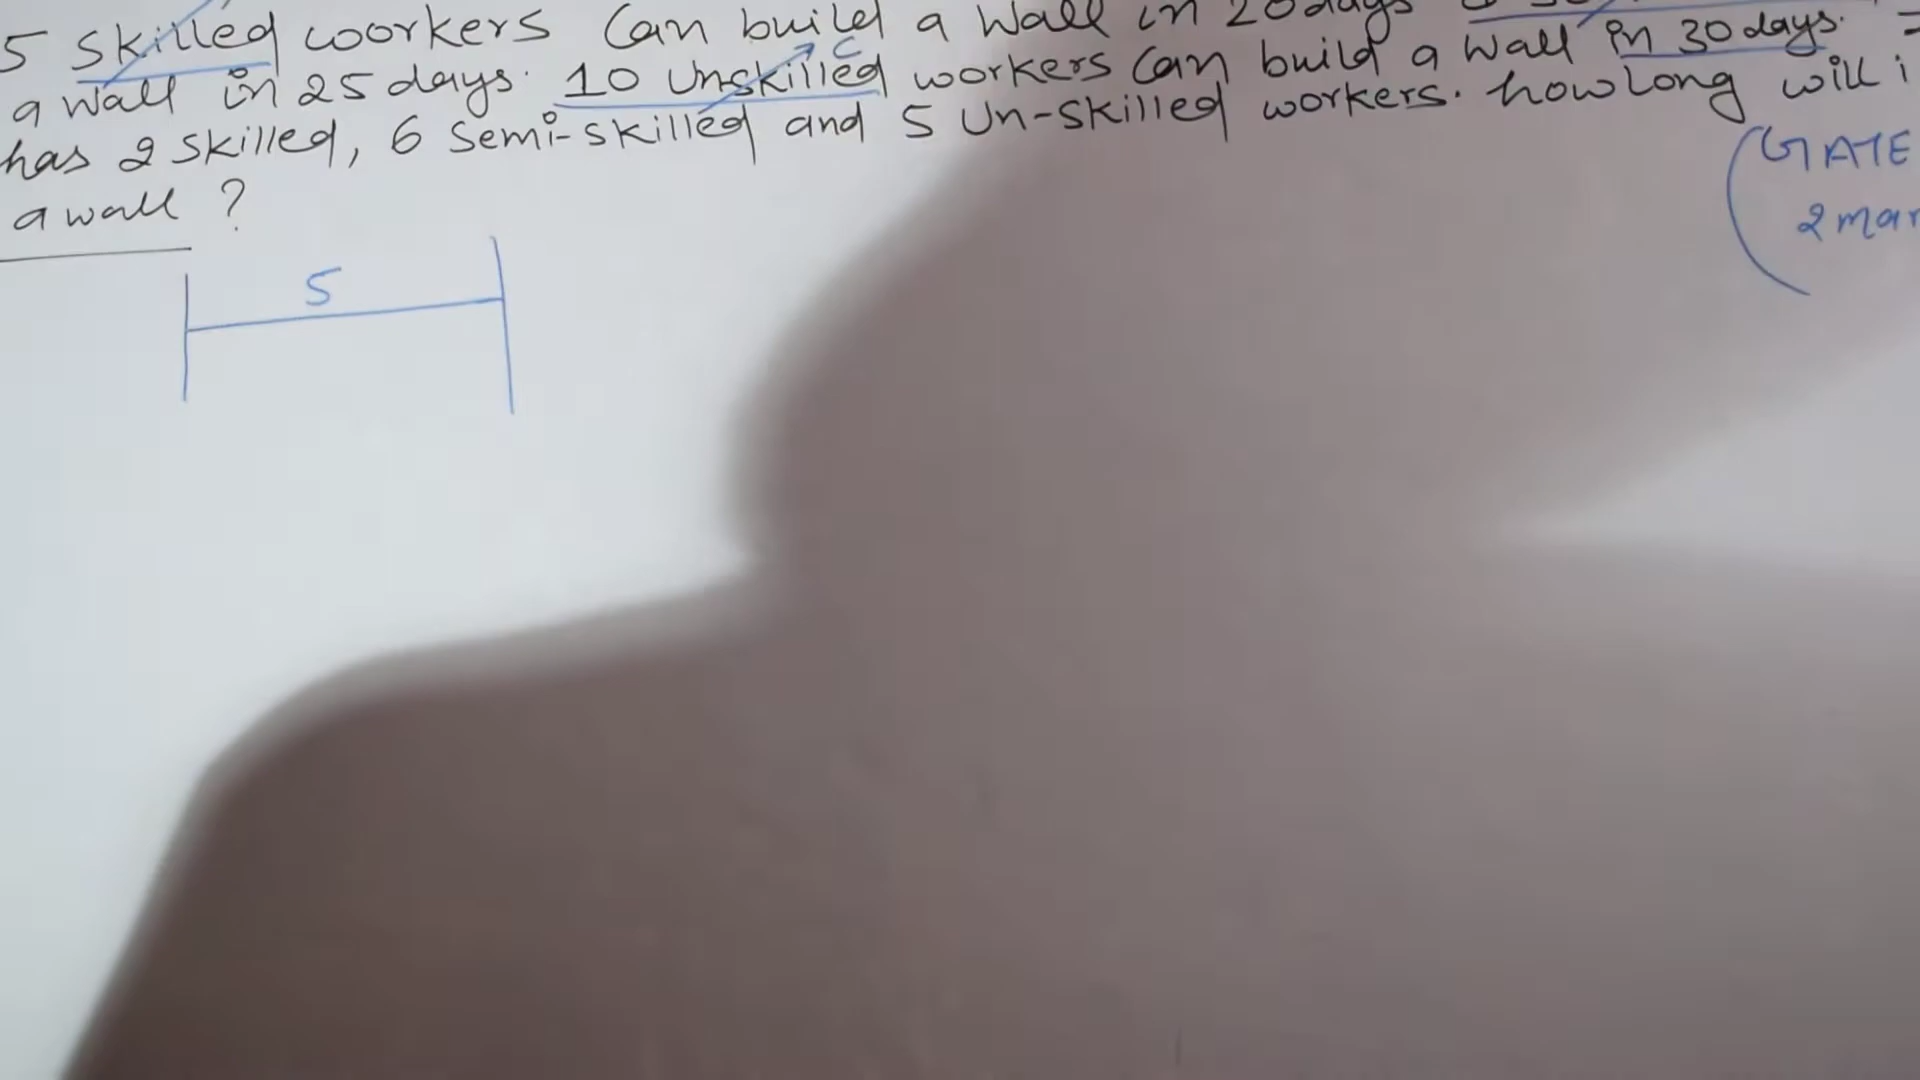 5 skilled workers Can build a wall in 20 days
a wall in 25 days. 10 Unskilled workers Can build a wall in 30 days.
has 2 skilled, 6 Semi-skilled and 5 Un-skilled workers. how long will i
a wall ?
C
(GATE
2 mar
5